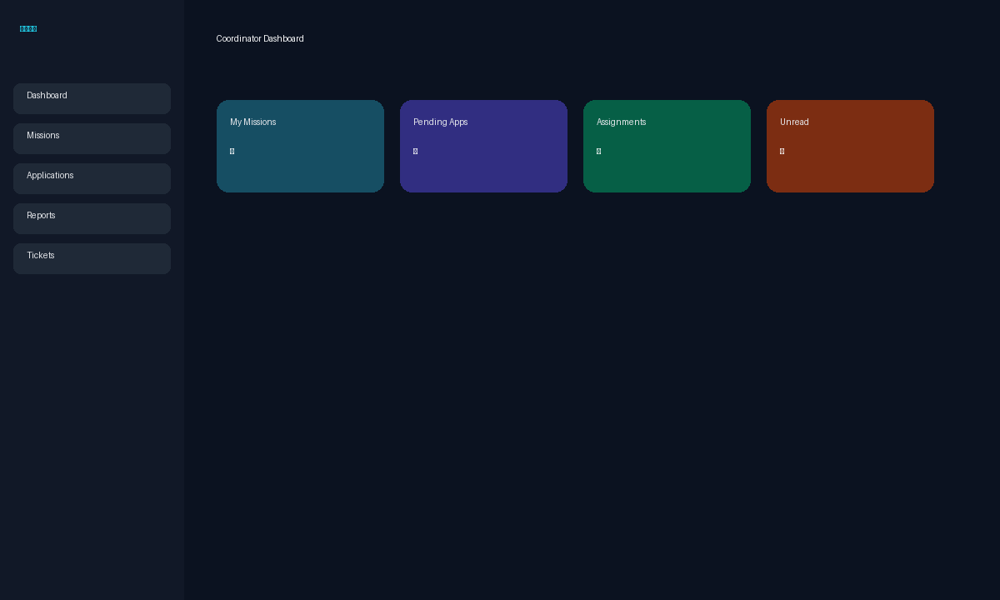 Coordinator Dashboard
Dashboard
Missions
Applications
Reports
Tickets
My Missions
Pending Apps
Assignments
Unread